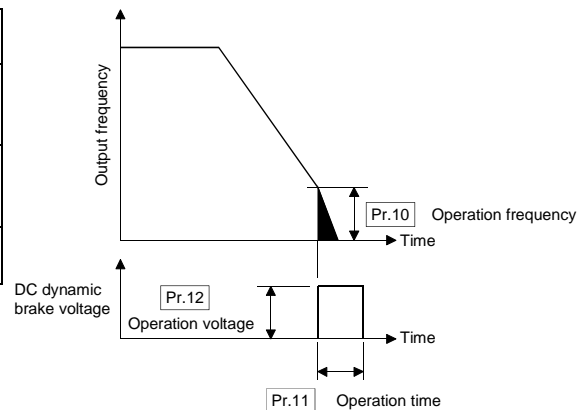 Output frequency
Pr.10 Operation frequency
Time
DC dynamic
brake voltage
Pr.12
Operation voltage
Time
Pr.11 Operation time